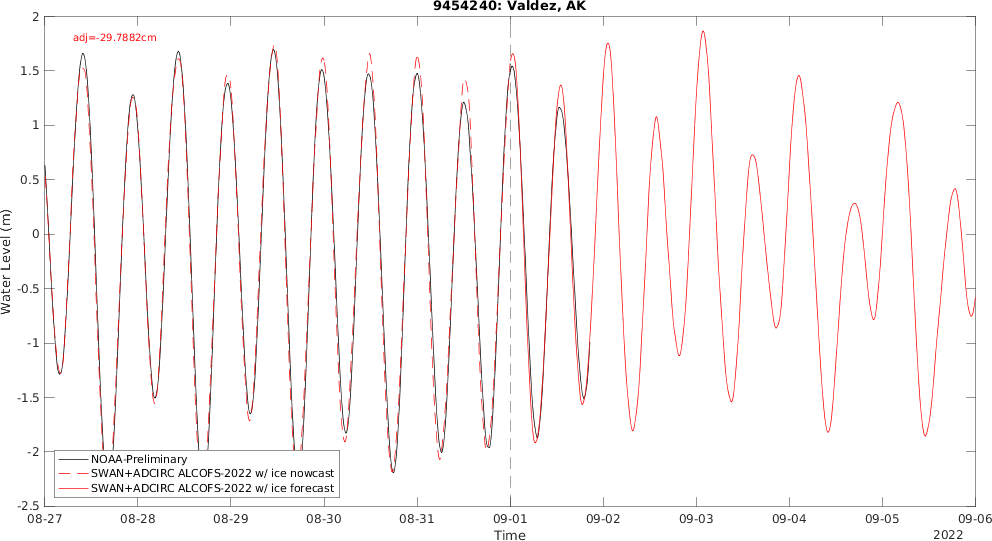 9454240: Valdez, AK
adj=-29.7882cm
Water Level (m)
2
1.5
1
0.5
0
-0.5
-1
-1.5
-2
-2.5
NOAA-Preliminary
SWAN+ADCIRC ALCOFS-2022 w/ ice nowcast
SWAN+ADCIRC ALCOFS-2022 w/ ice forecast
08-27 08-28 08-29 08-30 08-31 09-01 09-02 09-03 09-04 09-05 09-06
Time
2022